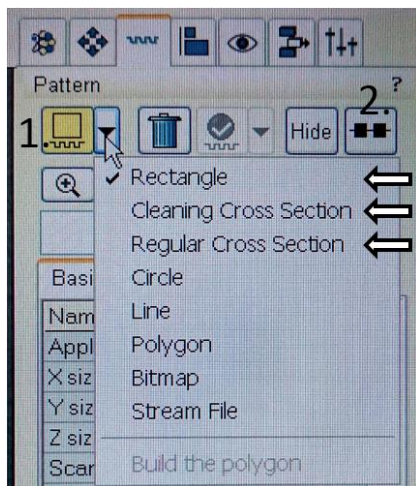 Pattern ?
2.
1.
Hide
Rectangle
Cleaning Cross Section
Regular Cross Section
Circle
Line
Polygon
Bitmap
Stream File
Build the polygon
Basi
Nam
Appl
X siz
Y siz
Z siz
Scar